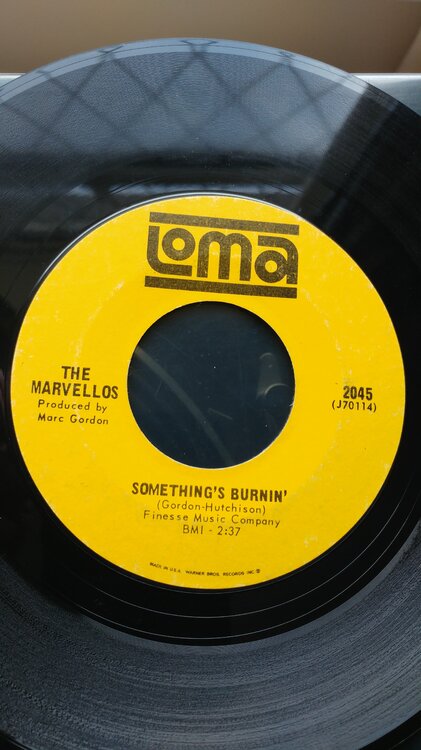 Loma
THE
MARVELLOS
Produced by
Marc Gordon
2045
(J70114)
SOMETHING'S BURNIN'
(Gordon-Hutchison)
Finesse Music Company
BMI - 2:37
MADE IN U.S.A. WARNER BROS. RECORDS INC.